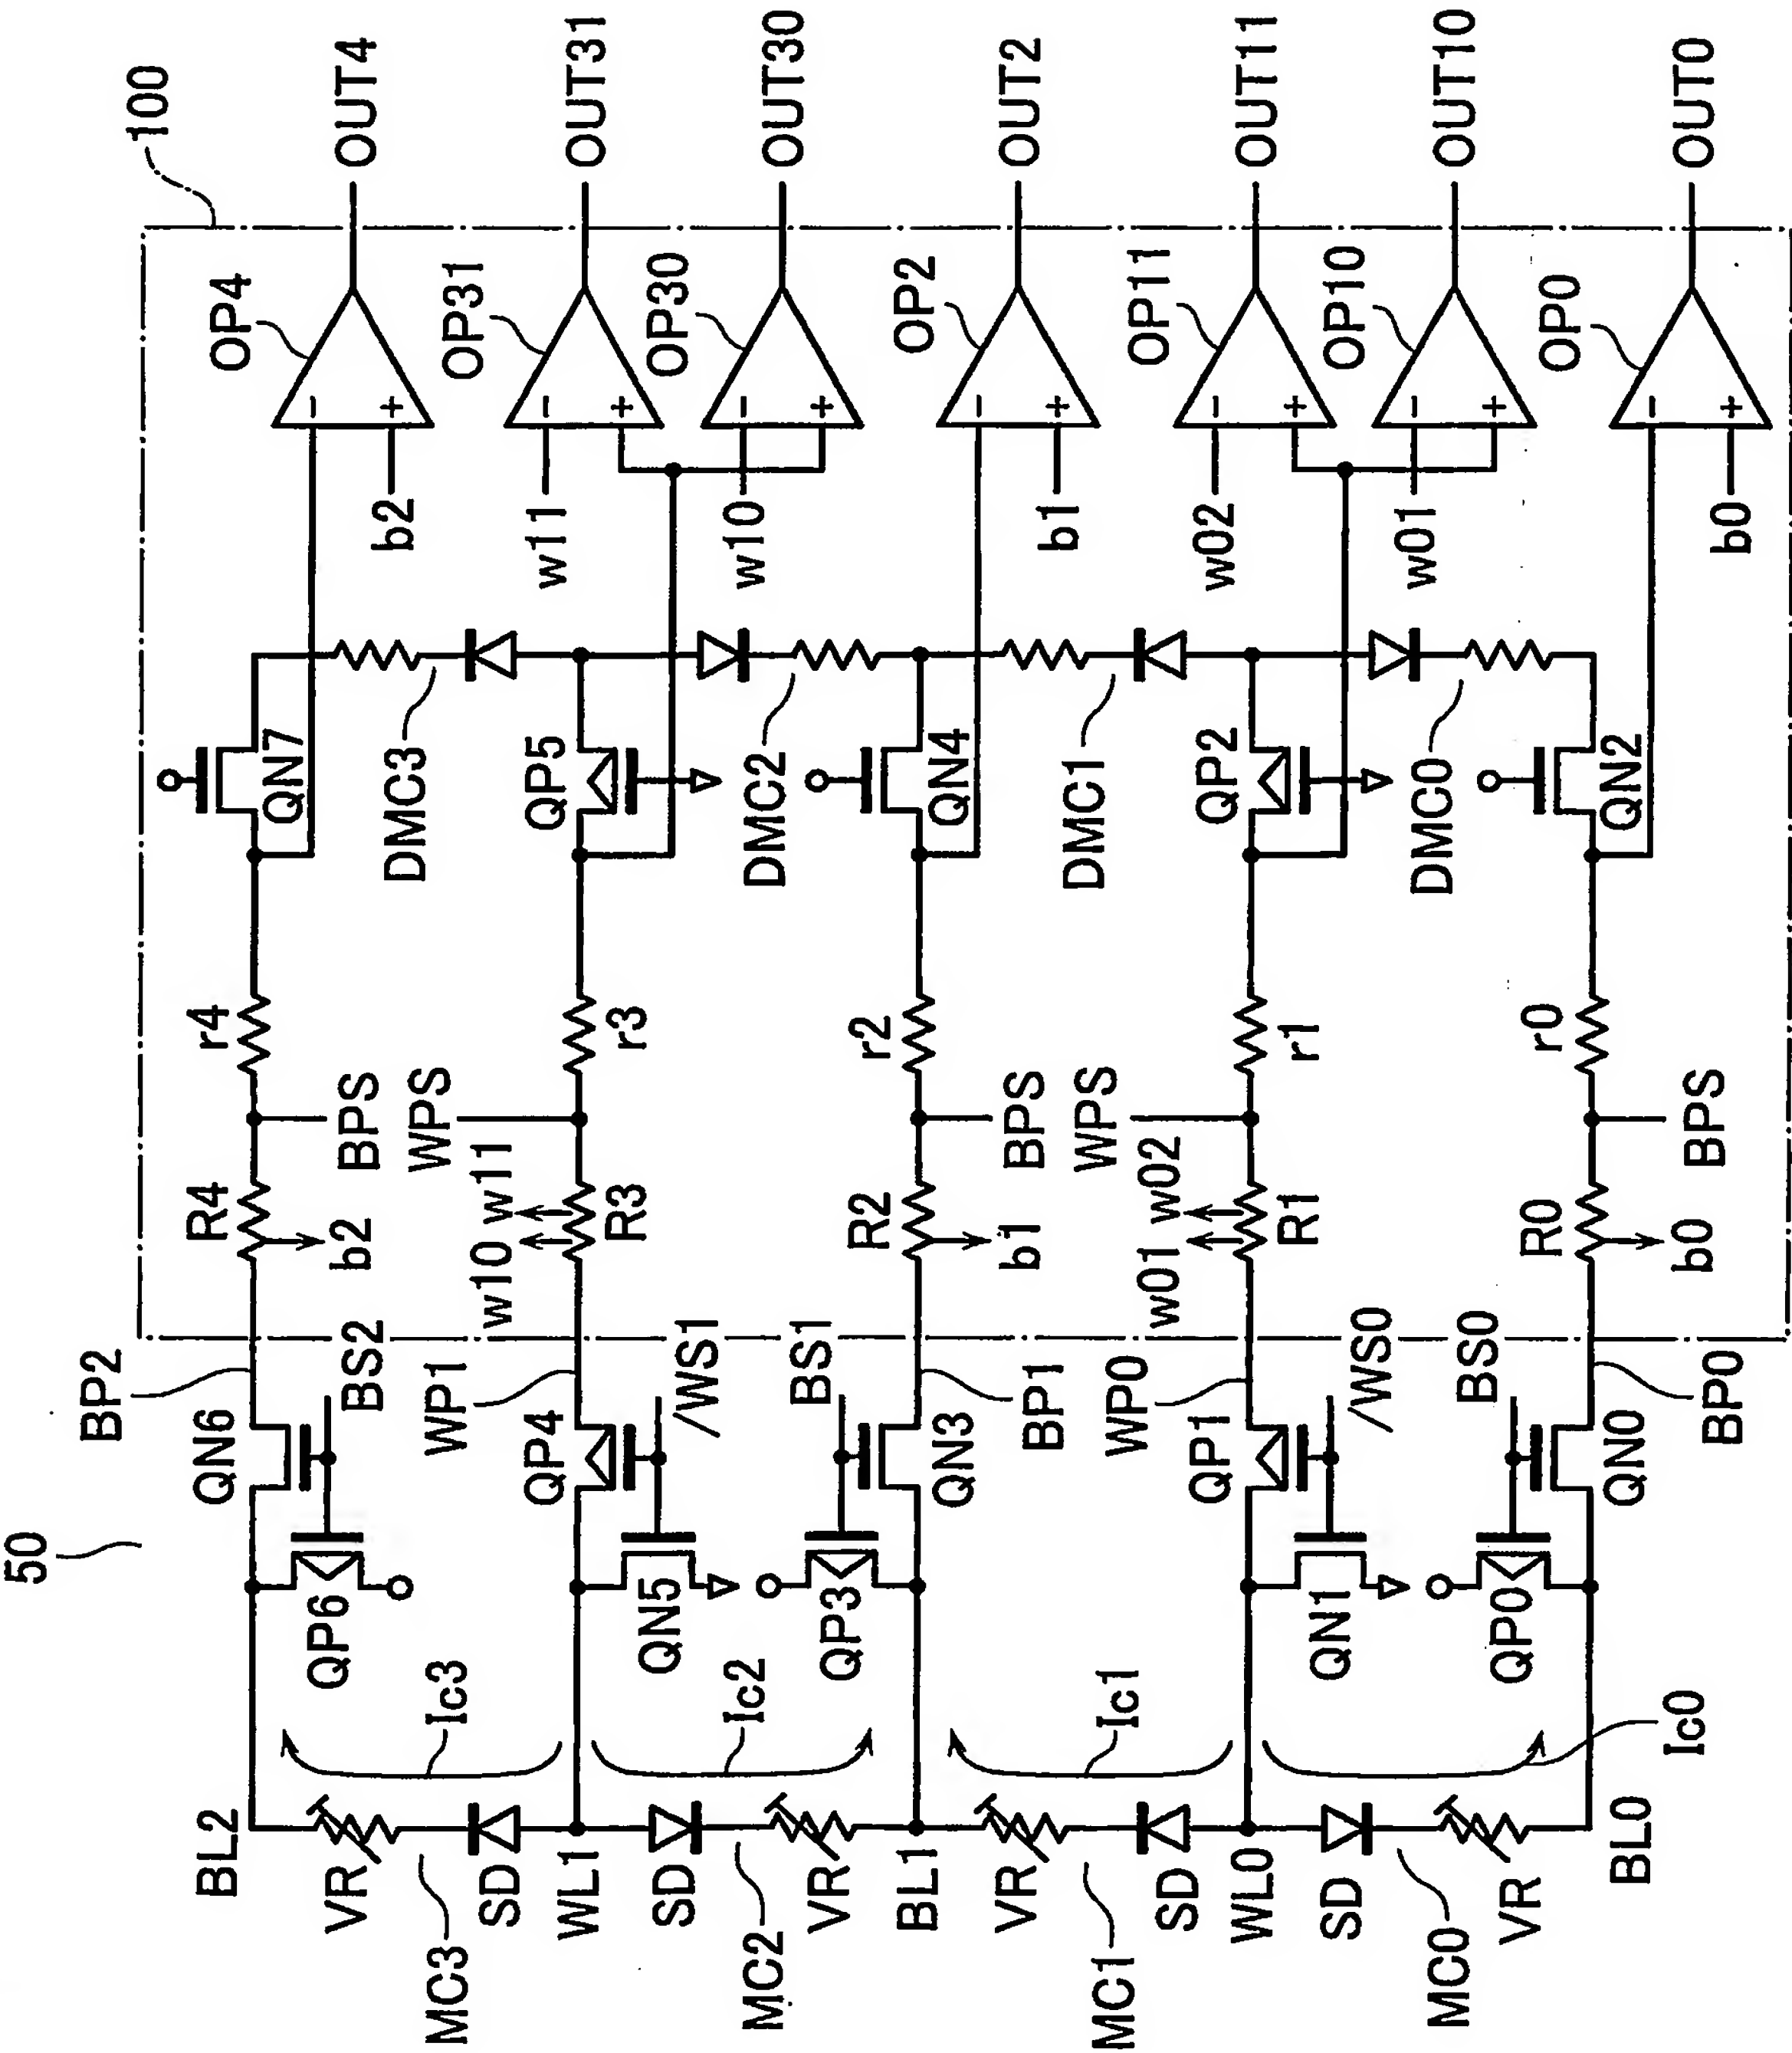 100
OUT4
OUT31
OUT30
OUT2
OUT11
OUT10
OUT0
OP4
OP31
OP30
OP2
OP11
OP10
OP0
- +
- +
- +
- +
- +
- +
- +
b2
w11
w10
b1
w02
w01
b0
QN7
DMC3
QP5
DMC2
QN4
DMC1
QP2
DMC0
QN2
r4
r3
r2
r1
r0
BPS
WPS
BPS
WPS
BPS
R4
b2
w10
w11
R3
R2
b1
w01
w02
R1
R0
b0
50
BP2
BS2
WP1
/WS1
BS1
BP1
WP0
/WS0
BS0
BP0
QN6
QP4
QN3
QP1
QN0
QP6
QN5
QP3
QN1
QP0
Ic3
Ic2
Ic1
Ic0
BL2
VR
SD
WL1
SD
VR
BL1
VR
SD
WL0
SD
VR
BL0
MC3
MC2
MC1
MC0